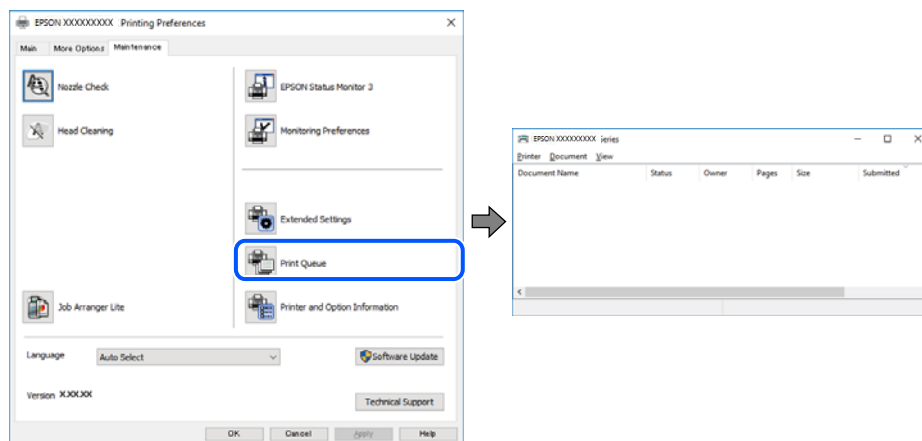 EPSON XXXXXXXXX Printing Preferences
Main More Options Maintenance
Nozzle Check
EPSON Status Monitor 3
Head Cleaning
Monitoring Preferences
Extended Settings
Print Queue
Job Arranger Lite
Printer and Option Information
Language Auto Select Software Update
Version X.XX.XX
Technical Support
OK Cancel Apply Help
EPSON XXXXXXXXX ieries
Printer Document View
Document Name Status Owner Pages Size Submitted